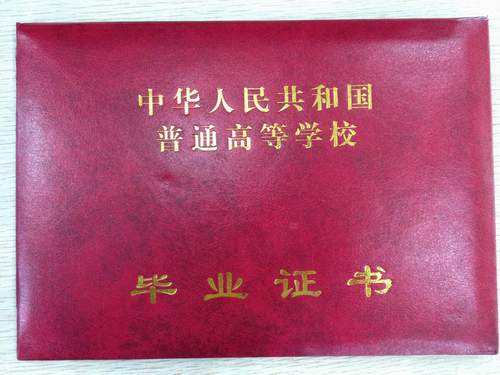 中华人民共和国
普通高等学校
毕业证书